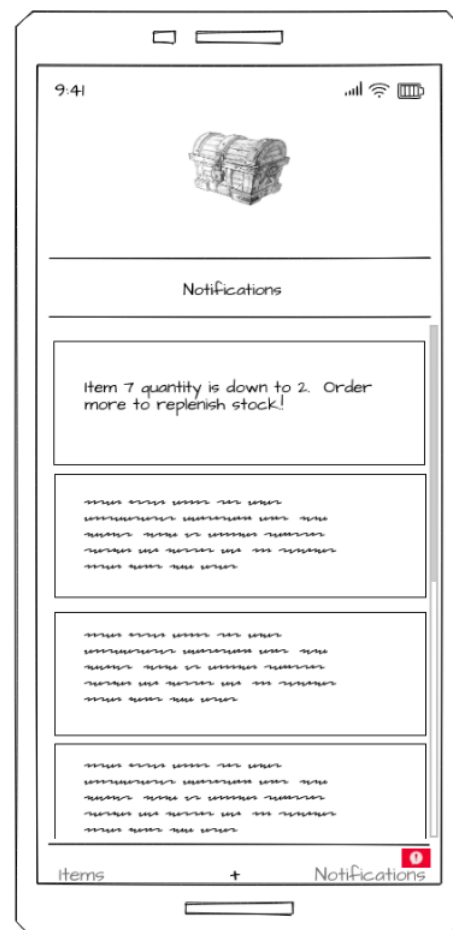 9:41
Notifications
Item 7 quantity is down to 2. Order
more to replenish stock!
Items + Notifications